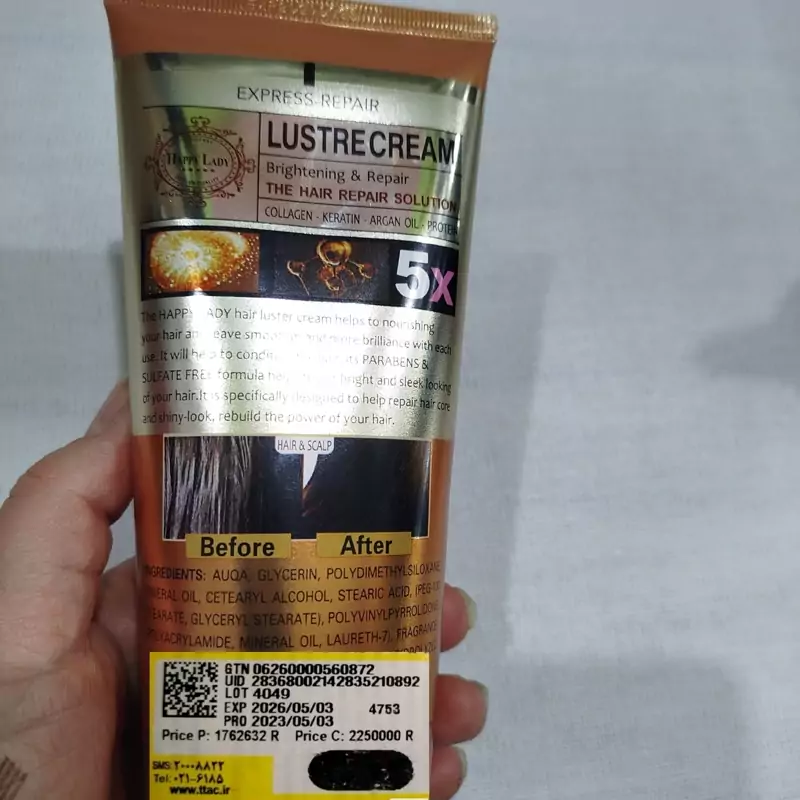 EXPRESS-REPAIR
HAPPY LADY
LUSTRECREAM
Brightening & Repair
THE HAIR REPAIR SOLUTION
COLLAGEN - KERATIN - ARGAN OIL - PROTEIN
5x
The HAPPY LADY hair luster cream helps to nourishing
your hair and leave smooth and more brilliance with each
use. It will help to condition PARABENS &
SULFATE FREE formula bright and sleek looking
of your hair.It is specifically designed to help repair hair core
and shiny-look, rebuild the power of your hair.
HAIR & SCALP
Before After
INGREDIENTS: AUQA, GLYCERIN, POLYDIMETHYLSILOXANE,
MINERAL OIL, CETEARYL ALCOHOL, STEARIC ACID, (PEG-100
STEARATE, GLYCERYL STEARATE), POLYVINYLPYRROLIDONE,
POLYACRYLAMIDE, MINERAL OIL, LAURETH-7), FRAGRANCE
GTN 06260000560872
UID 28368002142835210892
LOT 4049
EXP 2026/05/03 4753
PRO 2023/05/03
Price P: 1762632 R Price C: 2250000 R
SMS:۲۰۰۰۸۸۲۲
Tel:۰۲۱-۶۱۸۵
www.ttac.ir